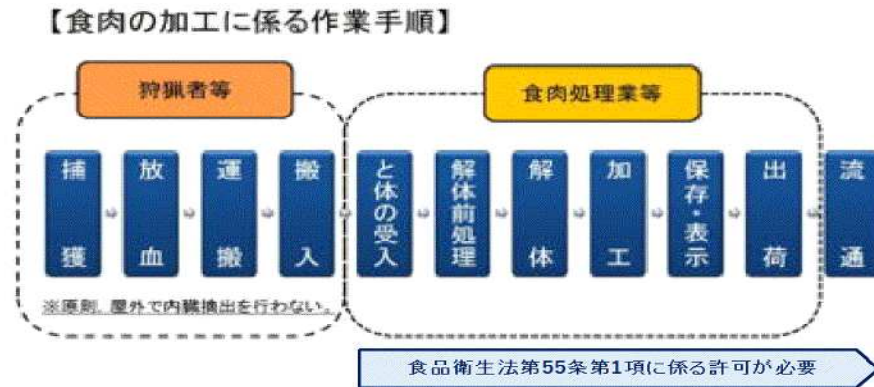 【食肉の加工に係る作業手順】
狩猟者等
食肉処理業等
捕獲
放血
運搬
搬入
と体の受入
解体前処理
解体
加工
保存・表示
出荷
流通
※原則、屋外で内臓摘出を行わない。
食品衛生法第55条第1項に係る許可が必要